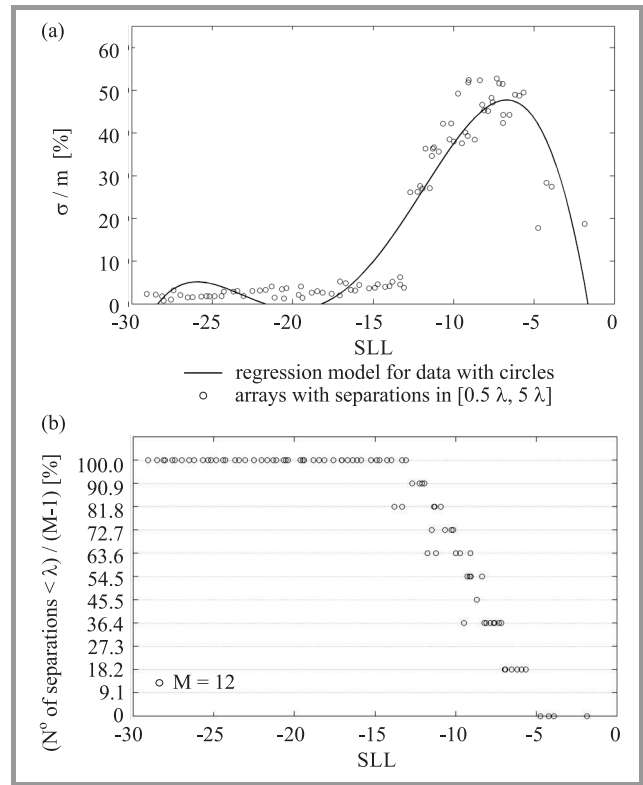 (a)
60
50
40
30
20
10
0
σ / m [%]
-30 -25 -20 -15 -10 -5 0
SLL
regression model for data with circles
arrays with separations in [0.5 λ, 5 λ]
(b)
100.0
90.9
81.8
72.7
63.6
54.5
45.5
36.4
27.3
18.2
9.1
0
(Nº of separations < λ) / (M-1) [%]
M = 12
-30 -25 -20 -15 -10 -5 0
SLL